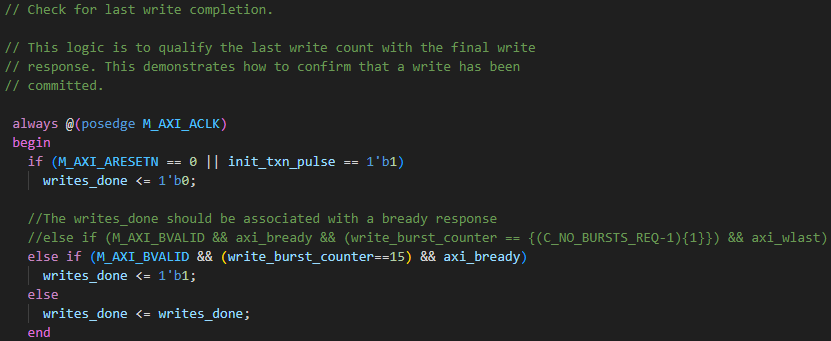 // Check for last write completion.
// This logic is to qualify the last write count with the final write
// response. This demonstrates how to confirm that a write has been
// committed.
always @(posedge M_AXI_ACLK)
begin
if (M_AXI_ARESETN == 0 || init_txn_pulse == 1'b1)
writes_done <= 1'b0;
//The writes_done should be associated with a bready response
//else if (M_AXI_BVALID && axi_bready && (write_burst_counter == {(C_NO_BURSTS_REQ-1){1}}) && axi_wlast)
else if (M_AXI_BVALID && (write_burst_counter==15) && axi_bready)
writes_done <= 1'b1;
else
writes_done <= writes_done;
end